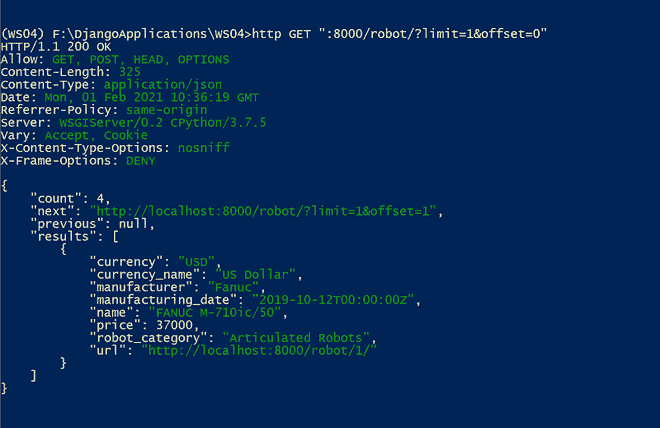 (WS04) F:\DjangoApplications\WS04>http GET ":8000/robot/?limit=1&offset=0"
HTTP/1.1 200 OK
Allow: GET, POST, HEAD, OPTIONS
Content-Length: 325
Content-Type: application/json
Date: Mon, 01 Feb 2021 10:36:19 GMT
Referrer-Policy: same-origin
Server: WSGIServer/0.2 CPython/3.7.5
Vary: Accept, Cookie
X-Content-Type-Options: nosniff
X-Frame-Options: DENY
{
    "count": 4,
    "next": "http://localhost:8000/robot/?limit=1&offset=1",
    "previous": null,
    "results": [
        {
            "currency": "USD",
            "currency_name": "US Dollar",
            "manufacturer": "Fanuc",
            "manufacturing_date": "2019-10-12T00:00:00Z",
            "name": "FANUC M-710ic/50",
            "price": 37000,
            "robot_category": "Articulated Robots",
            "url": "http://localhost:8000/robot/1/"
        }
    ]
}